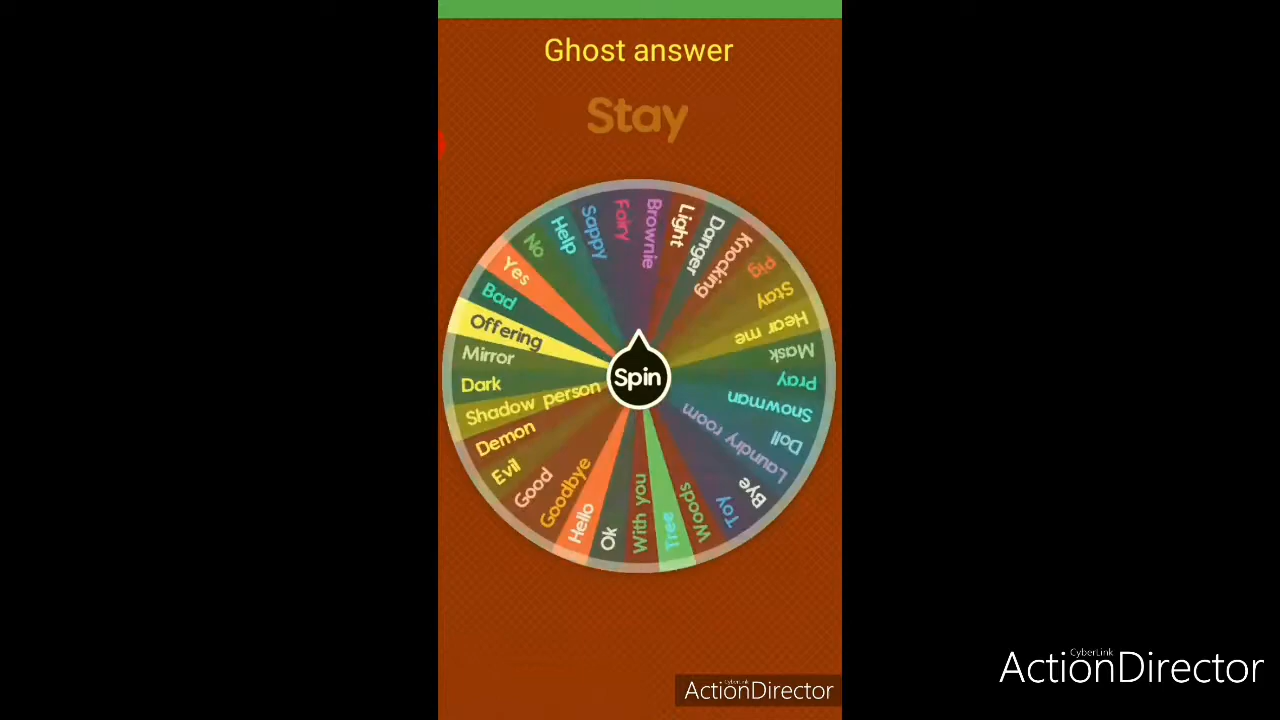 Ghost answer
Stay
Brownie
Light
Danger
Knocking
Pig
Stay
Hear me
Mask
Pray
Snowman
Doll
Laundry room
Bye
Toy
Woods
Tree
With you
Ok
Hello
Goodbye
Good
Evil
Demon
Shadow person
Dark
Mirror
Offering
Bad
Yes
No
Help
Sappy
Fairy
Spin
CyberLink
ActionDirector
CyberLink
ActionDirector